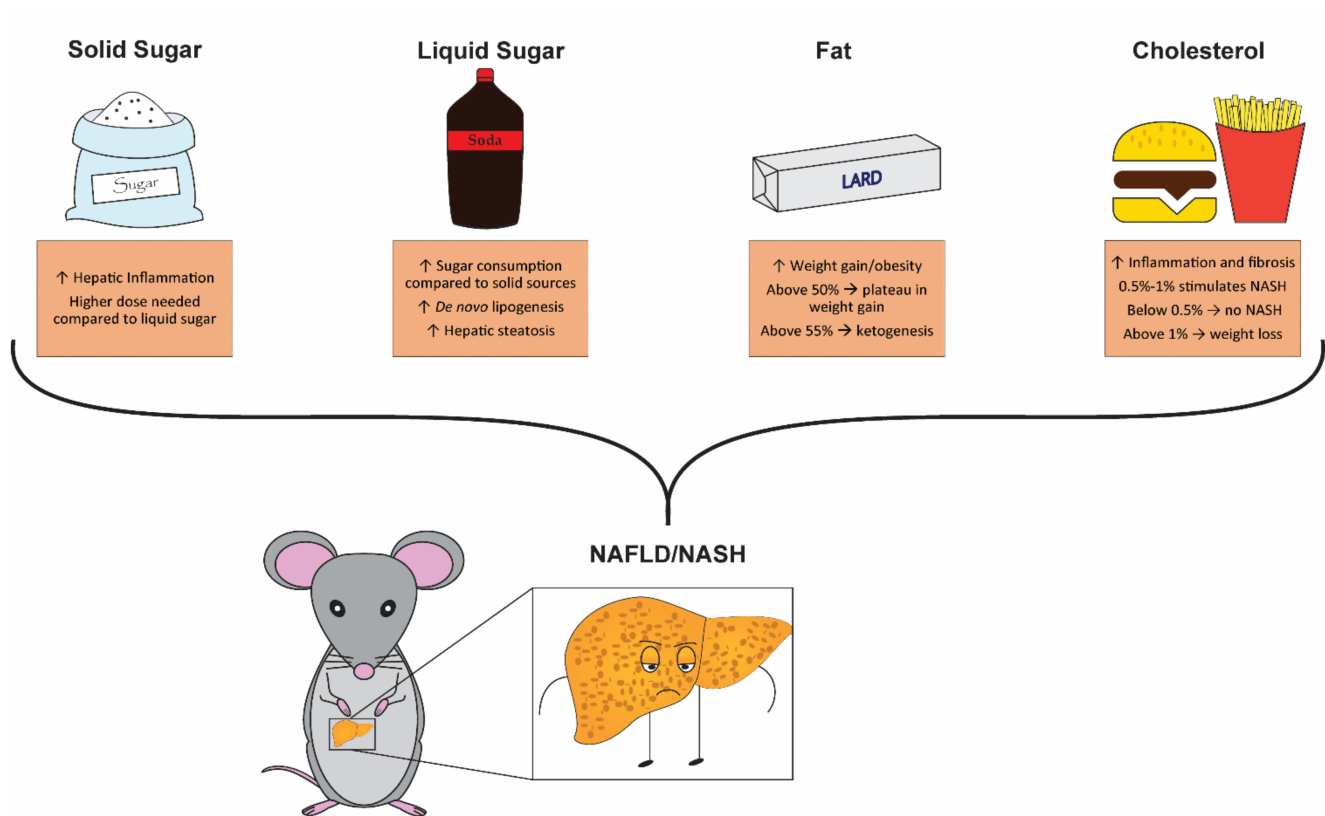 Solid Sugar
Liquid Sugar
Fat
Cholesterol
Sugar
Soda
LARD
↑ Hepatic Inflammation
Higher dose needed
compared to liquid sugar
↑ Sugar consumption
compared to solid sources
↑ De novo lipogenesis
↑ Hepatic steatosis
↑ Weight gain/obesity
Above 50% → plateau in
weight gain
Above 55% → ketogenesis
↑ Inflammation and fibrosis
0.5%-1% stimulates NASH
Below 0.5% → no NASH
Above 1% → weight loss
NAFLD/NASH